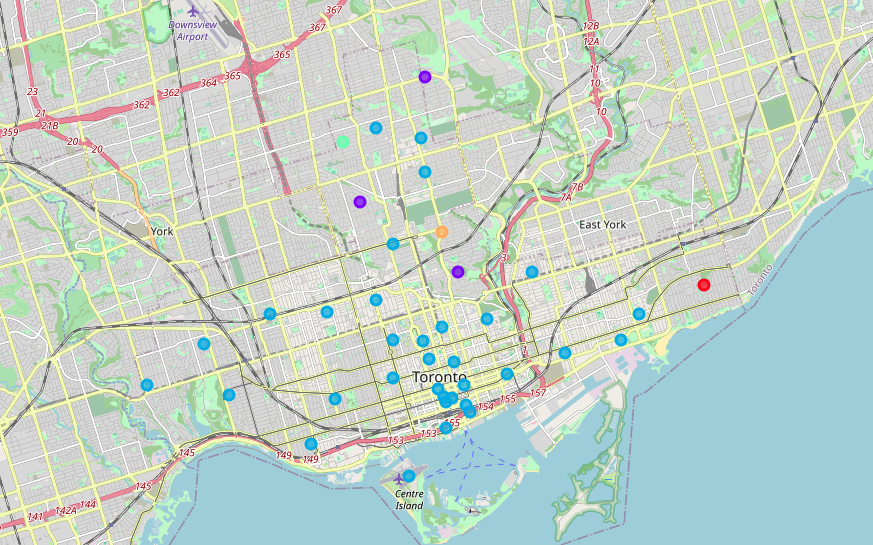 367
12B
12A
Downsview
Airport
367
365
364
365
11
10
23
362
362
21
21B
359
10
20
20
7B
7A
York
East York
3
Toronto
Toronto
157
155
154
155
153
153
145
149
149
145
144
142A
141
Centre
Island